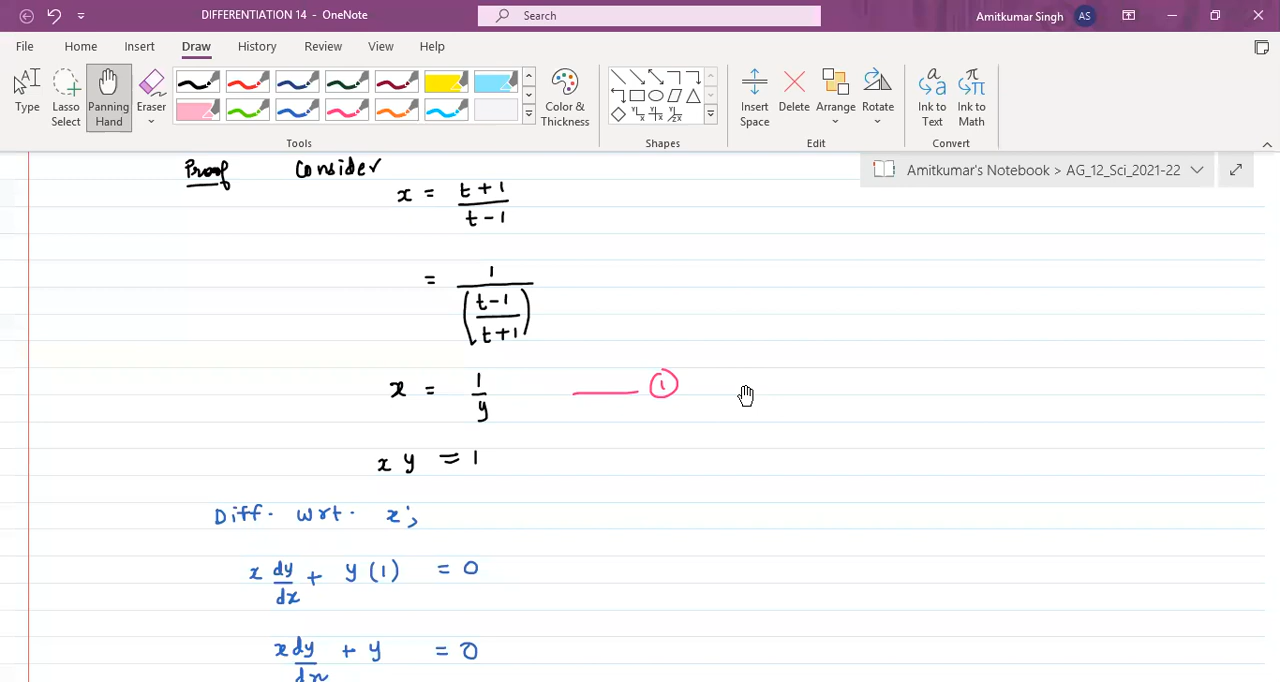 DIFFERENTIATION 14 - OneNote
Search
Amitkumar Singh AS
File Home Insert Draw History Review View Help
Type
Lasso Select
Panning Hand
Eraser
Color & Thickness
Insert Space
Delete
Arrange
Rotate
Ink to Text
Ink to Math
Tools Shapes Edit Convert
Amitkumar's Notebook > AG_12_Sci_2021-22
Proof Consider
x = (t+1)/(t-1)
= 1/((t-1)/(t+1))
x = 1/y ——— ①
x y = 1
Diff. wrt. x;
x dy/dx + y (1) = 0
x dy/dx + y = 0